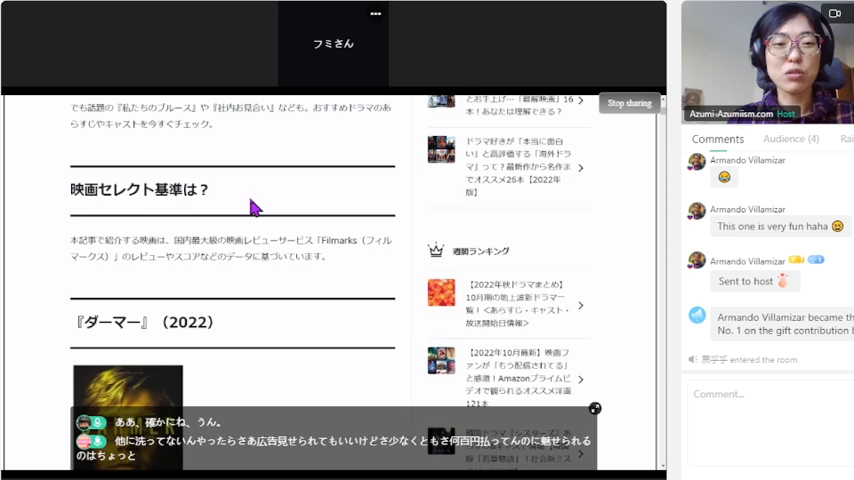 フミさん
Stop sharing
でも話題の『私たちのブルース』や『社内お見合い』なども。おすすめドラマのあ
らすじやキャストを今すぐチェック。
映画セレクト基準は？
本記事で紹介する映画は、国内最大級の映画レビューサービス「Filmarks（フィル
マークス）」のレビューやスコアなどのデータに基づいています。
『ダーマー』（2022）
とお手上げ…「難解映画」16
本！あなたは理解できる？
ドラマ好きが「本当に面白
い」と高評価する「海外ドラ
マ」って？最新作から名作ま
でオススメ26本【2022年
版】
週間ランキング
【2022年秋ドラマまとめ】
10月期の地上波新ドラマ一
覧！＜あらすじ・キャスト・
放送開始日情報＞
【2022年10月最新】映画フ
ァンが「もう配信されてる」
と感激！Amazonプライムビ
デオで観られるオススメ洋画
121本
ああ、確かにね、うん。
他に洗ってないんやったらさあ広告見せられてもいいけどさ少なくともさ何百円払ってんのに魅せられる
のはちょっと
Azumi:Azumiism.com Host
Comments
Audience (4)
Armando Villamizar
Armando Villamizar
This one is very fun haha
Armando Villamizar
Sent to host
Armando Villamizar became th
No. 1 on the gift contribution
entered the room
Comment...